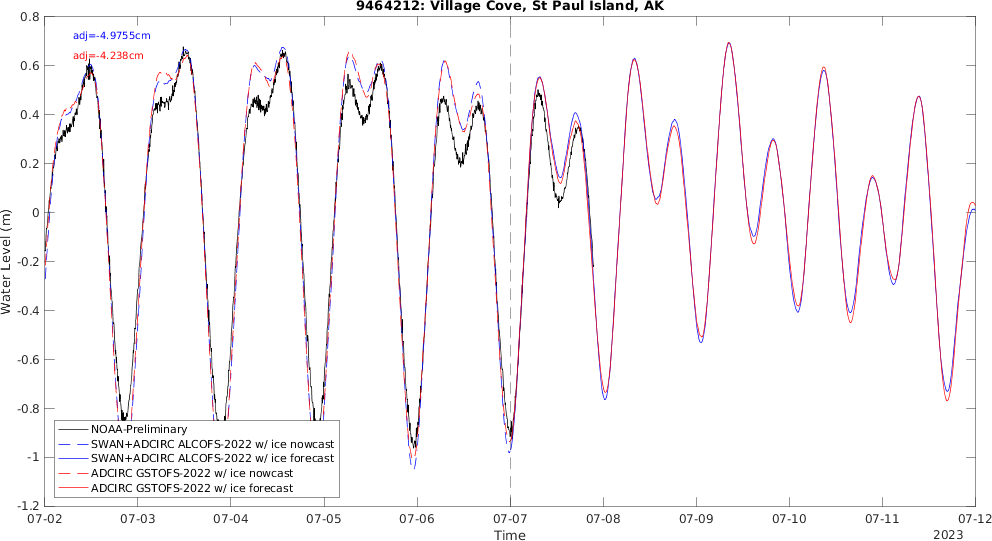 9464212: Village Cove, St Paul Island, AK
adj=-4.9755cm
adj=-4.238cm
Water Level (m)
0.8
0.6
0.4
0.2
0
-0.2
-0.4
-0.6
-0.8
-1
-1.2
NOAA-Preliminary
SWAN+ADCIRC ALCOFS-2022 w/ ice nowcast
SWAN+ADCIRC ALCOFS-2022 w/ ice forecast
ADCIRC GSTOFS-2022 w/ ice nowcast
ADCIRC GSTOFS-2022 w/ ice forecast
07-02 07-03 07-04 07-05 07-06 07-07 07-08 07-09 07-10 07-11 07-12
Time
2023